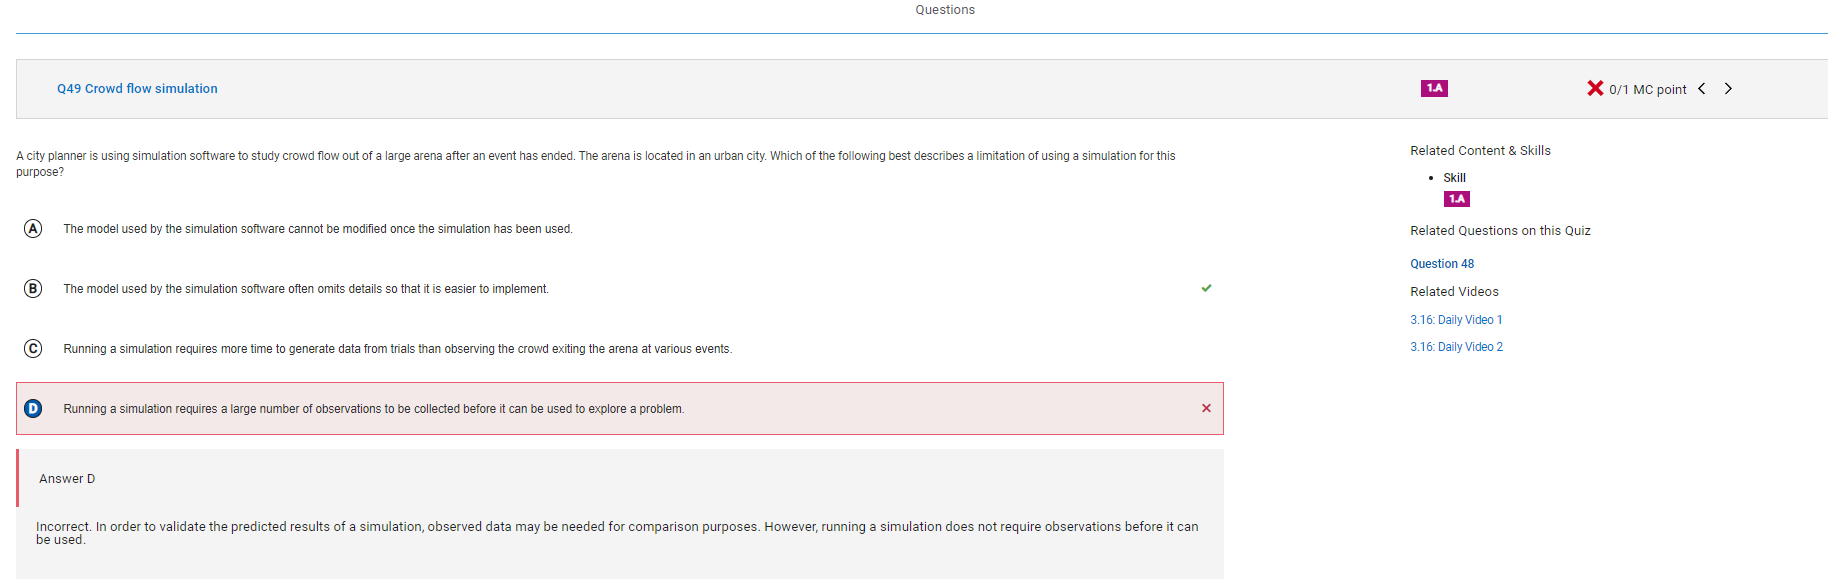 Questions
Q49 Crowd flow simulation
1.A
0/1 MC point
A city planner is using simulation software to study crowd flow out of a large arena after an event has ended. The arena is located in an urban city. Which of the following best describes a limitation of using a simulation for this
purpose?
A The model used by the simulation software cannot be modified once the simulation has been used.
B The model used by the simulation software often omits details so that it is easier to implement.
C Running a simulation requires more time to generate data from trials than observing the crowd exiting the arena at various events.
D Running a simulation requires a large number of observations to be collected before it can be used to explore a problem.
Answer D
Incorrect. In order to validate the predicted results of a simulation, observed data may be needed for comparison purposes. However, running a simulation does not require observations before it can
be used.
Related Content & Skills
• Skill
1.A
Related Questions on this Quiz
Question 48
Related Videos
3.16: Daily Video 1
3.16: Daily Video 2